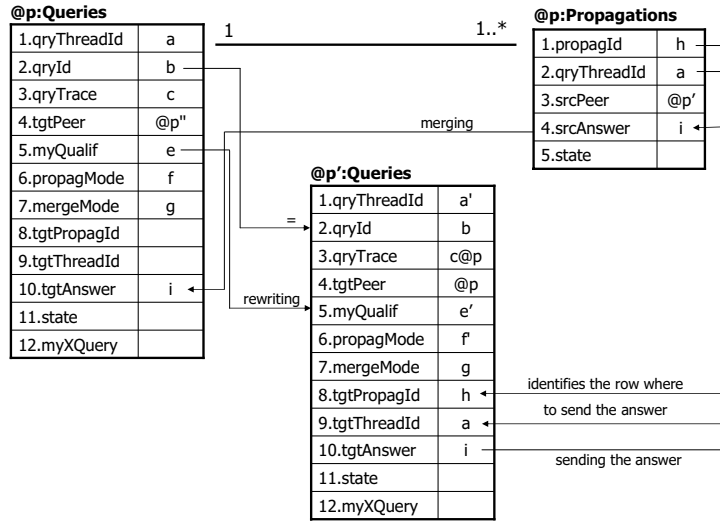 @p:Queries
1.qryThreadId a
2.qryId b
3.qryTrace c
4.tgtPeer @p"
5.myQualif e
6.propagMode f
7.mergeMode g
8.tgtPropagId
9.tgtThreadId
10.tgtAnswer i
11.state
12.myXQuery
1 1..*
@p:Propagations
1.propagId h
2.qryThreadId a
3.srcPeer @p′
4.srcAnswer i
5.state
merging
=
rewriting
@p′:Queries
1.qryThreadId a'
2.qryId b
3.qryTrace c@p
4.tgtPeer @p
5.myQualif e′
6.propagMode f'
7.mergeMode g
8.tgtPropagId h
9.tgtThreadId a
10.tgtAnswer i
11.state
12.myXQuery
identifies the row where
to send the answer
sending the answer